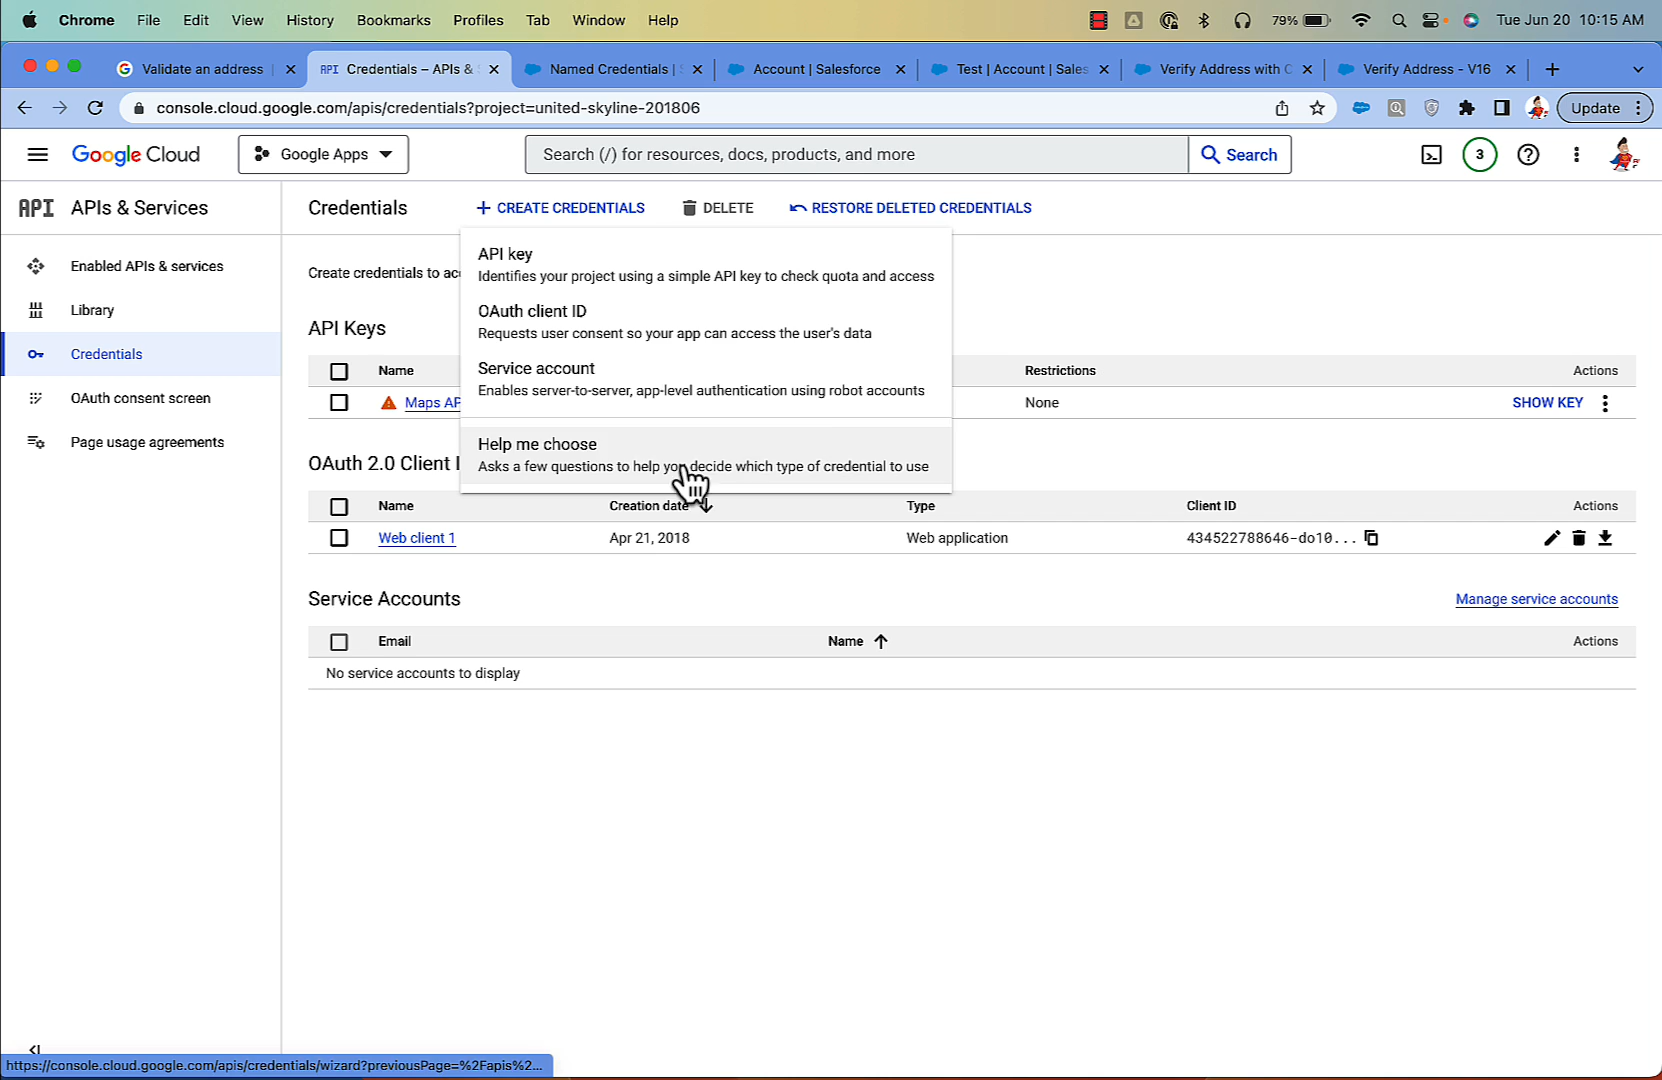 Chrome File Edit View History Bookmarks Profiles Tab Window Help 79% Tue Jun 20 10:15 AM
Validate an address API Credentials – APIs & Named Credentials | Account | Salesforce Test | Account | Sales Verify Address with Verify Address - V16
console.cloud.google.com/apis/credentials?project=united-skyline-201806 Update
Google Cloud Google Apps Search (/) for resources, docs, products, and more Search 3
API APIs & Services
Enabled APIs & services
Library
Credentials
OAuth consent screen
Page usage agreements
Credentials CREATE CREDENTIALS DELETE RESTORE DELETED CREDENTIALS
Create credentials to
API key
Identifies your project using a simple API key to check quota and access
OAuth client ID
Requests user consent so your app can access the user's data
Service account
Enables server-to-server, app-level authentication using robot accounts
Help me choose
Asks a few questions to help you decide which type of credential to use
API Keys
Name Restrictions Actions
Maps AP None SHOW KEY
OAuth 2.0 Client I
Name Creation date Type Client ID Actions
Web client 1 Apr 21, 2018 Web application 434522788646-do10...
Service Accounts Manage service accounts
Email Name Actions
No service accounts to display
https://console.cloud.google.com/apis/credentials/wizard?previousPage=%2Fapis%2...